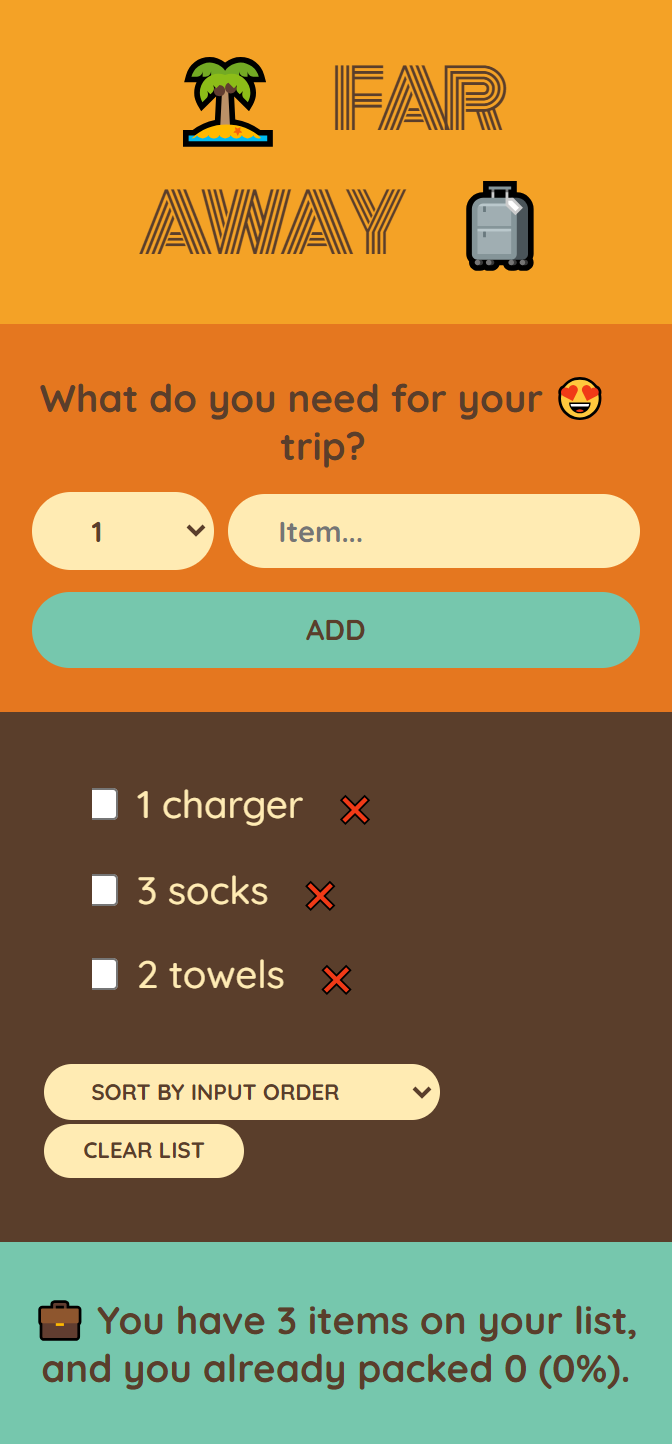 FAR
AWAY
What do you need for your
trip?
1
Item...
ADD
1 charger
3 socks
2 towels
SORT BY INPUT ORDER
CLEAR LIST
You have 3 items on your list,
and you already packed 0 (0%).